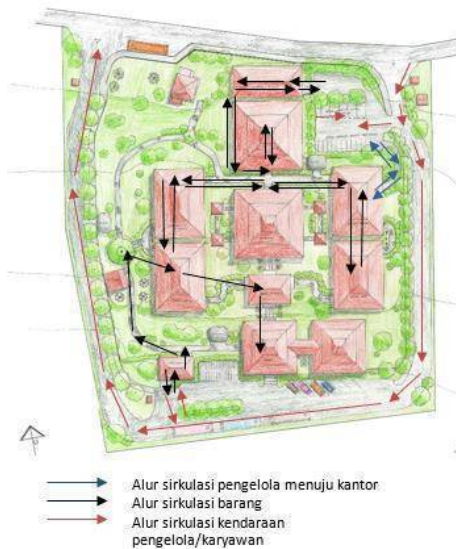 Alur sirkulasi pengelola menuju kantor
Alur sirkulasi barang
Alur sirkulasi kendaraan
pengelola/karyawan